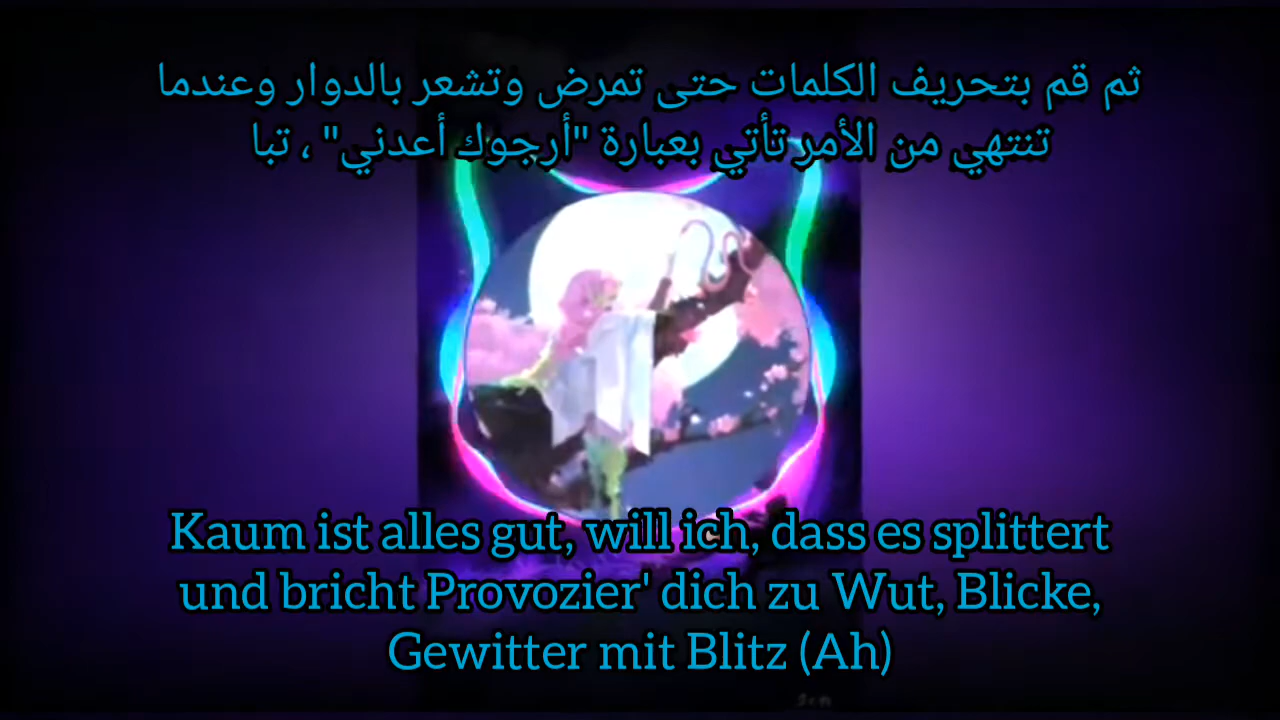 ثم قم بتحريف الكلمات حتى تمرض وتشعر بالدوار وعندما
تنتهي من الأمر تأتي بعبارة "أرجوك أعدني" ، تبا
Kaum ist alles gut, will ich, dass es splittert
und bricht Provozier' dich zu Wut, Blicke,
Gewitter mit Blitz (Ah)